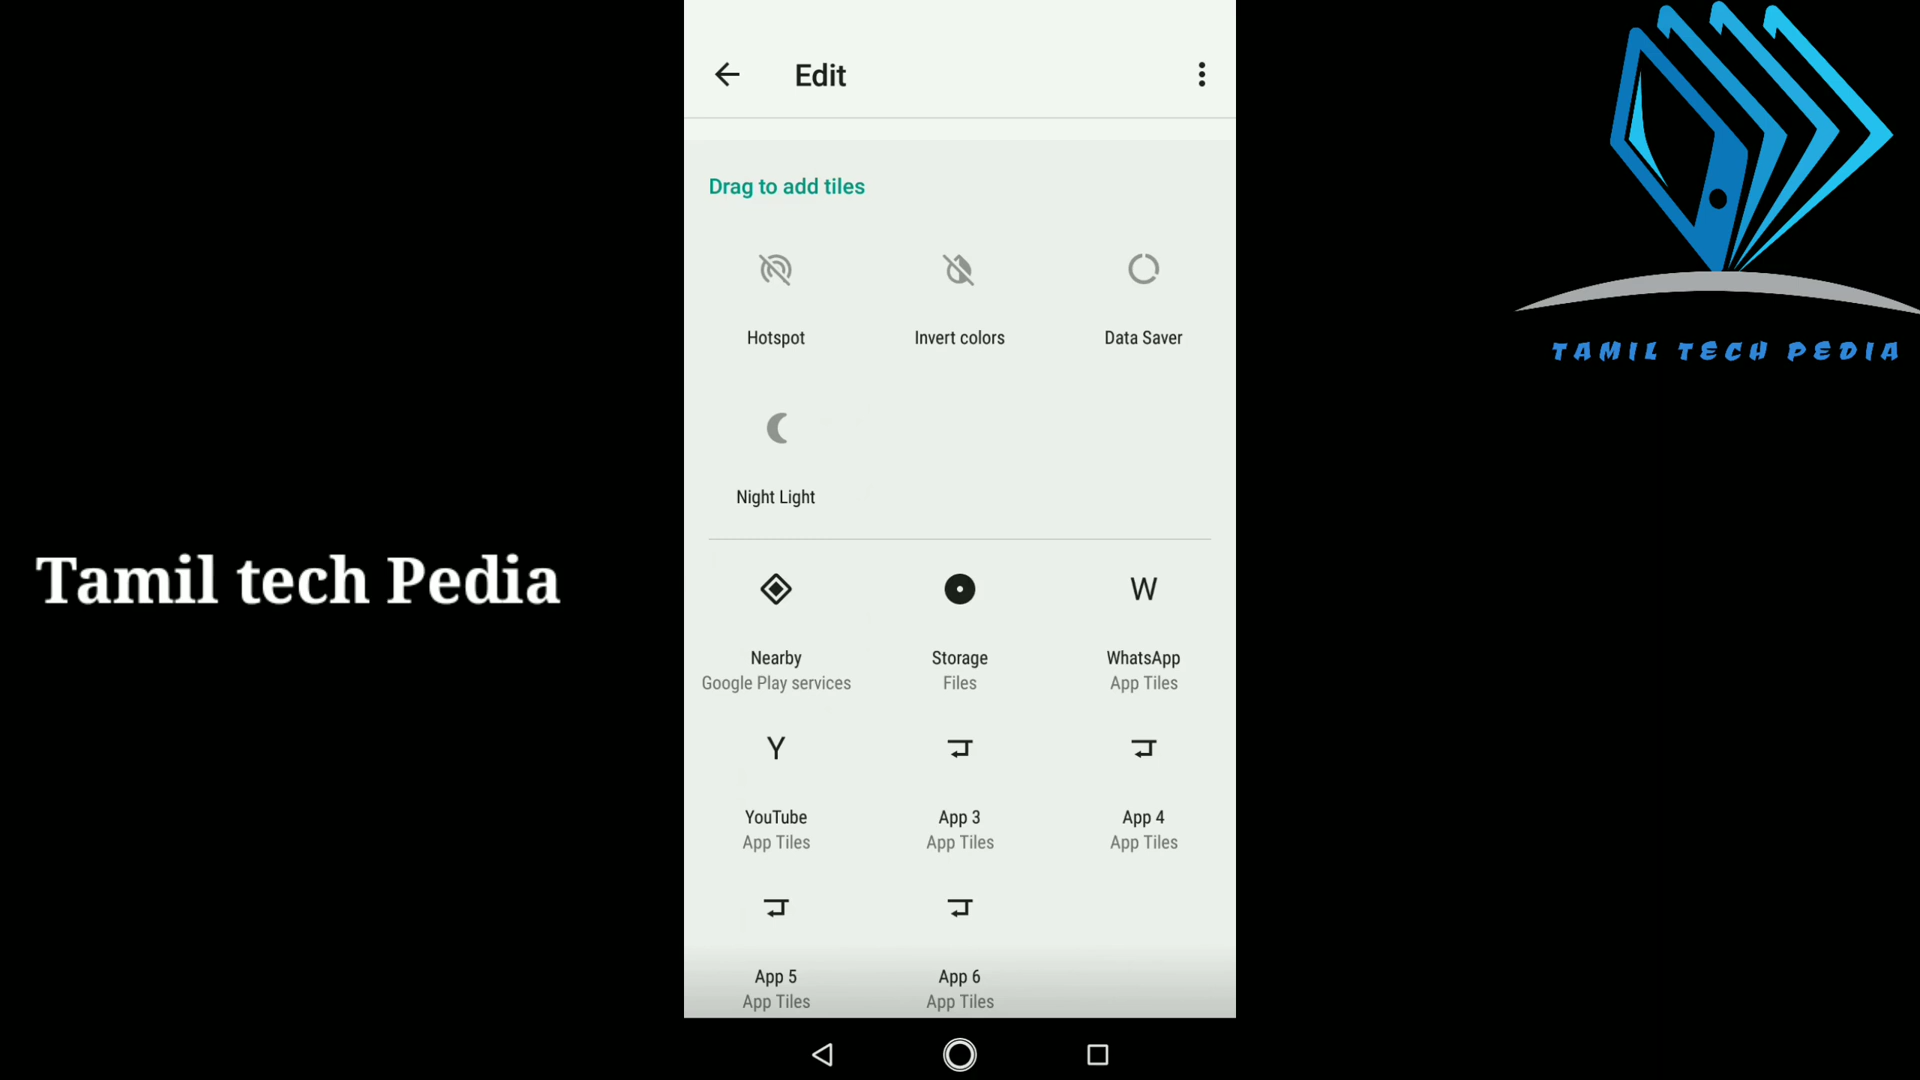 Edit
Drag to add tiles
Hotspot
Invert colors
Data Saver
Night Light
Nearby
Google Play services
Storage
Files
W
WhatsApp
App Tiles
Y
YouTube
App Tiles
App 3
App Tiles
App 4
App Tiles
App 5
App Tiles
App 6
App Tiles
Tamil tech Pedia
TAMIL TECH PEDIA